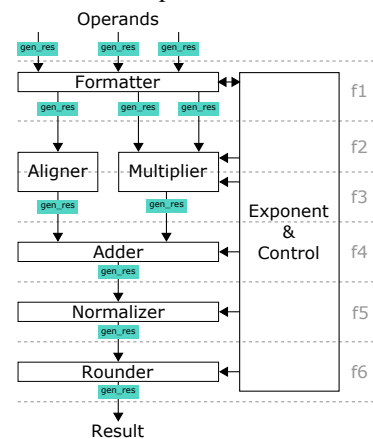 Operands
gen_res gen_res gen_res
Formatter
f1
gen_res gen_res gen_res
f2
Aligner
Multiplier
f3
gen_res gen_res
Exponent
&
Control
Adder
f4
gen_res
Normalizer
f5
gen_res
Rounder
f6
gen_res
Result